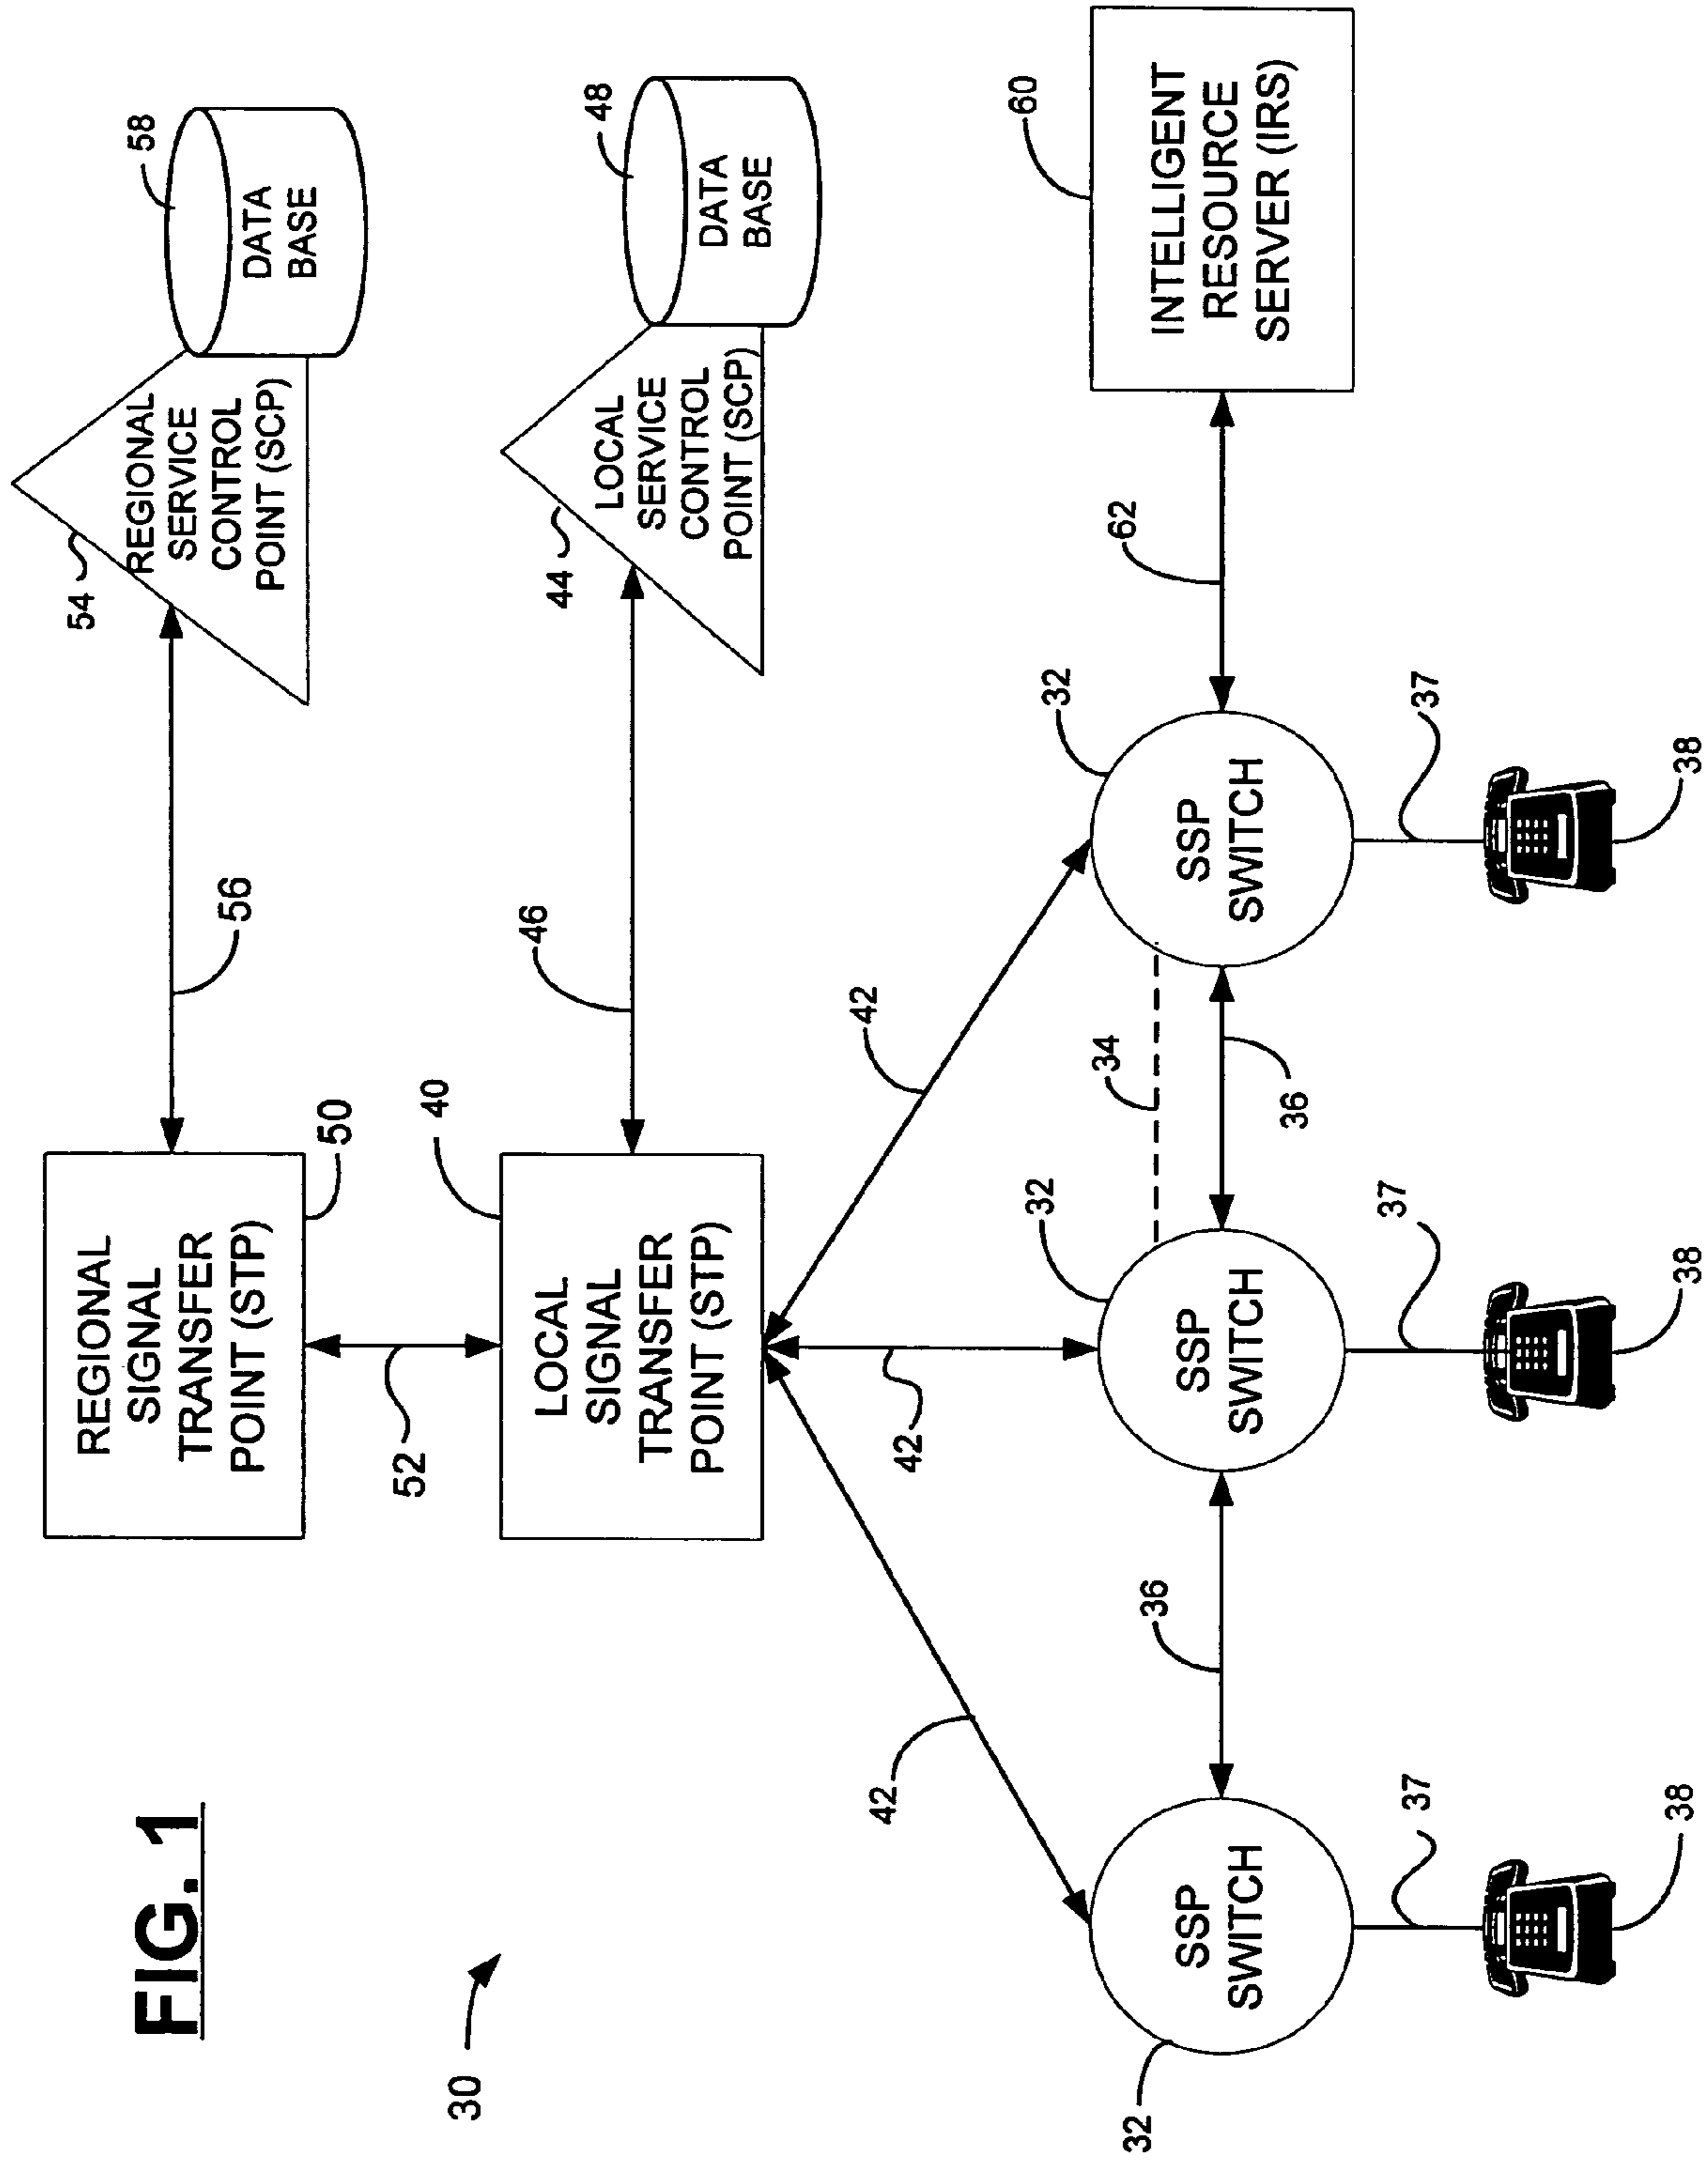 FIG. 1
30
REGIONAL
SIGNAL
TRANSFER
POINT (STP)
50
56
54
REGIONAL
SERVICE
CONTROL
POINT (SCP)
58
DATA
BASE
52
LOCAL
SIGNAL
TRANSFER
POINT (STP)
40
46
44
LOCAL
SERVICE
CONTROL
POINT (SCP)
48
DATA
BASE
42
42
42
32
SSP
SWITCH
36
32
SSP
SWITCH
34
36
32
SSP
SWITCH
62
60
INTELLIGENT
RESOURCE
SERVER (IRS)
37
37
37
38
38
38